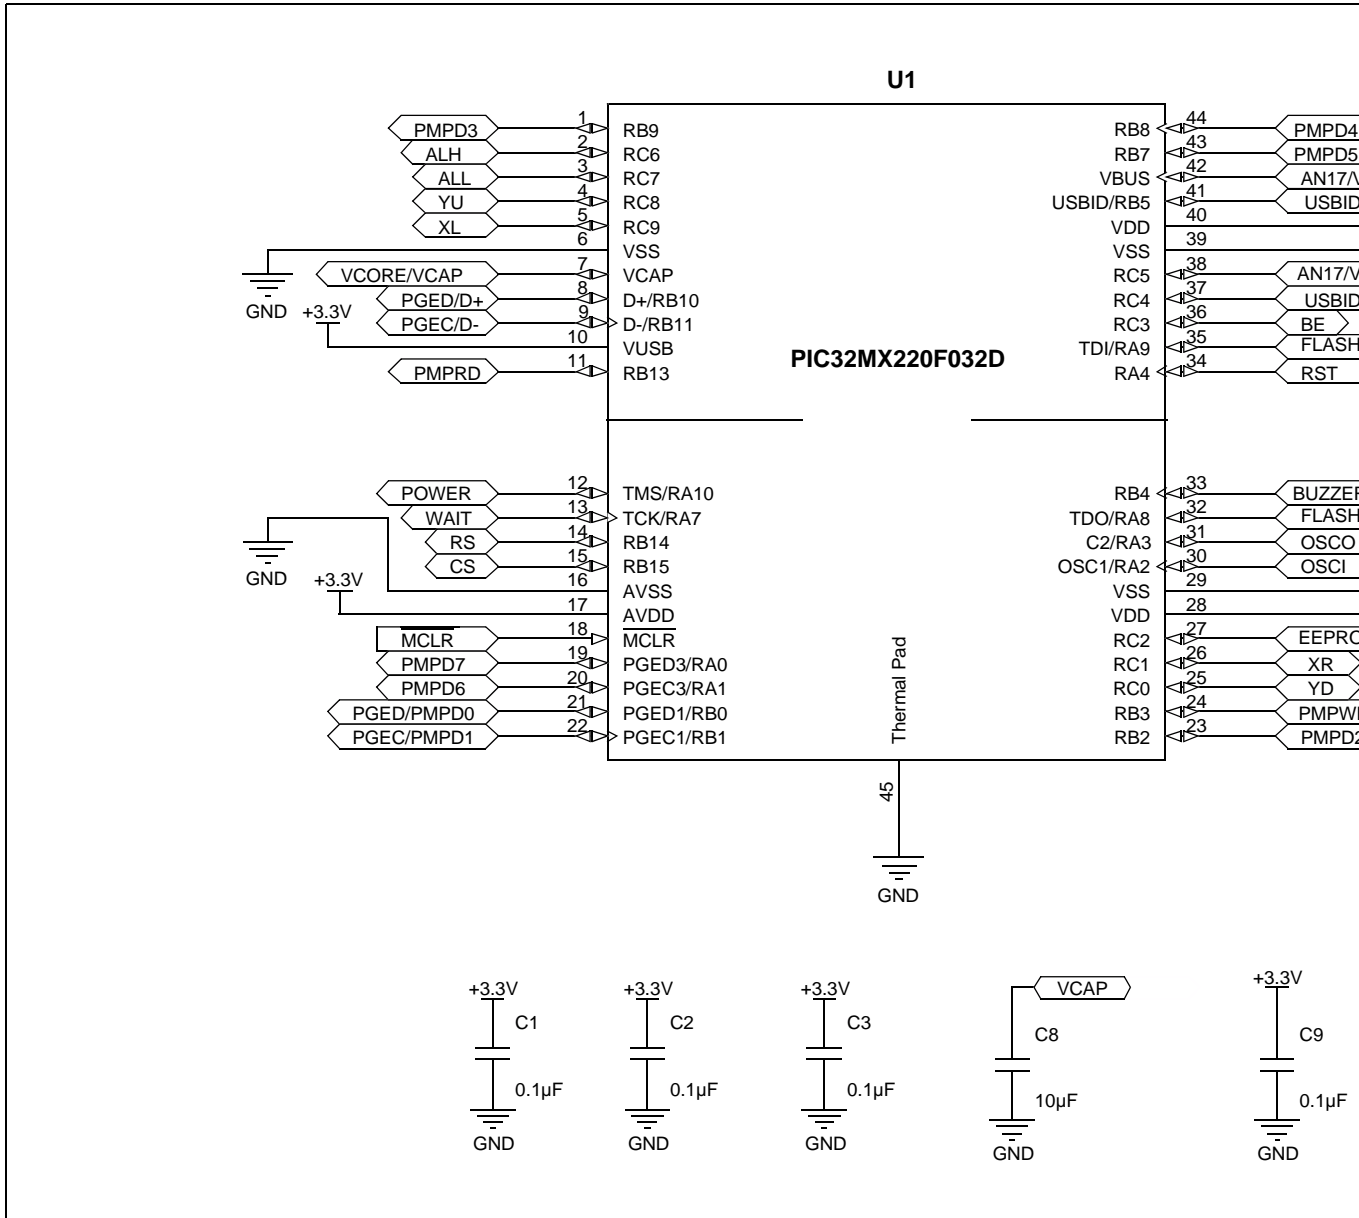 U1
PIC32MX220F032D
PMPD3 1 RB9
ALH 2 RC6
ALL 3 RC7
YU 4 RC8
XL 5 RC9
6 VSS
GND
VCORE/VCAP 7 VCAP
PGED/D+ 8 D+/RB10
PGEC/D- 9 D-/RB11
+3.3V
10 VUSB
PMPRD 11 RB13
RB8 44 PMPD4
RB7 43 PMPD5
VBUS 42 AN17/V
USBID/RB5 41 USBID
VDD 40
VSS 39
RC5 38 AN17/V
RC4 37 USBID
RC3 36 BE
TDI/RA9 35 FLASH
RA4 34 RST
POWER 12 TMS/RA10
WAIT 13 TCK/RA7
RS 14 RB14
CS 15 RB15
GND
16 AVSS
+3.3V
17 AVDD
MCLR 18 MCLR
PMPD7 19 PGED3/RA0
PMPD6 20 PGEC3/RA1
PGED/PMPD0 21 PGED1/RB0
PGEC/PMPD1 22 PGEC1/RB1
RB4 33 BUZZER
TDO/RA8 32 FLASH
C2/RA3 31 OSCO
OSC1/RA2 30 OSCI
VSS 29
VDD 28
RC2 27 EEPRO
RC1 26 XR
RC0 25 YD
RB3 24 PMPW
RB2 23 PMPD2
Thermal Pad
45
GND
+3.3V
C1
0.1µF
GND
+3.3V
C2
0.1µF
GND
+3.3V
C3
0.1µF
GND
VCAP
C8
10µF
GND
+3.3V
C9
0.1µF
GND